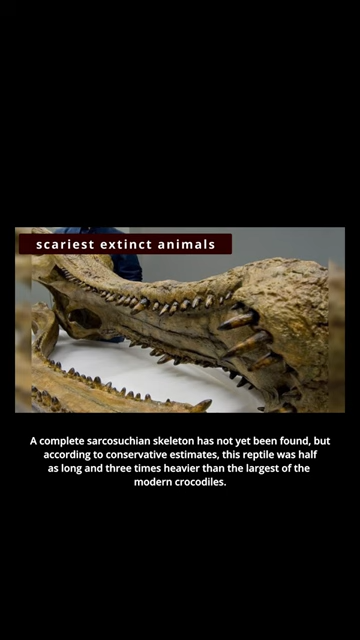 scariest extinct animals
A complete sarcosuchian skeleton has not yet been found, but
according to conservative estimates, this reptile was half
as long and three times heavier than the largest of the
modern crocodiles.